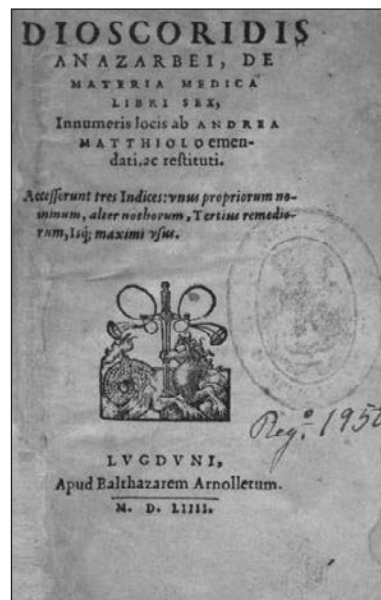 DIOSCORIDIS
ANAZARBEI, DE
MATERIA MEDICA
LIBRI SEX,
Innumeris locis ab ANDREA
MATTHIOLO emen-
dati, ac restituti.
Accesserunt tres Indices: vnus propriorum no-
minum, alter nothorum, Tertius remedio-
rum, Isq; maximi vsus.
Reg.º 195
LVGDVNI,
Apud Balthazarem Arnolletum.
M. D. LIIII.